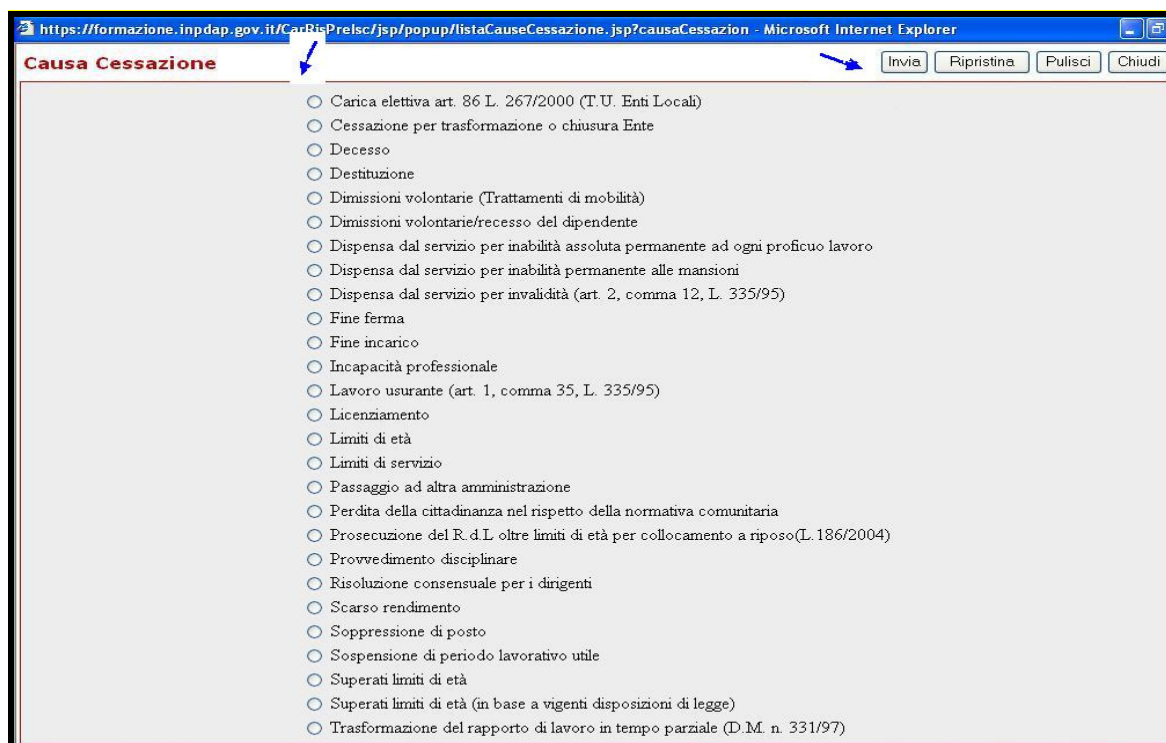 https://formazione.inpdap.gov.it/CarRisPreIsc/jsp/popup/listaCauseCessazione.jsp?causaCessazion - Microsoft Internet Explorer
Causa Cessazione Invia Ripristina Pulisci Chiudi
Carica elettiva art. 86 L. 267/2000 (T.U. Enti Locali)
Cessazione per trasformazione o chiusura Ente
Decesso
Destituzione
Dimissioni volontarie (Trattamenti di mobilità)
Dimissioni volontarie/recesso del dipendente
Dispensa dal servizio per inabilità assoluta permanente ad ogni proficuo lavoro
Dispensa dal servizio per inabilità permanente alle mansioni
Dispensa dal servizio per invalidità (art. 2, comma 12, L. 335/95)
Fine ferma
Fine incarico
Incapacità professionale
Lavoro usurante (art. 1, comma 35, L. 335/95)
Licenziamento
Limiti di età
Limiti di servizio
Passaggio ad altra amministrazione
Perdita della cittadinanza nel rispetto della normativa comunitaria
Prosecuzione del R.d.L oltre limiti di età per collocamento a riposo(L.186/2004)
Provvedimento disciplinare
Risoluzione consensuale per i dirigenti
Scarso rendimento
Soppressione di posto
Sospensione di periodo lavorativo utile
Superati limiti di età
Superati limiti di età (in base a vigenti disposizioni di legge)
Trasformazione del rapporto di lavoro in tempo parziale (D.M. n. 331/97)